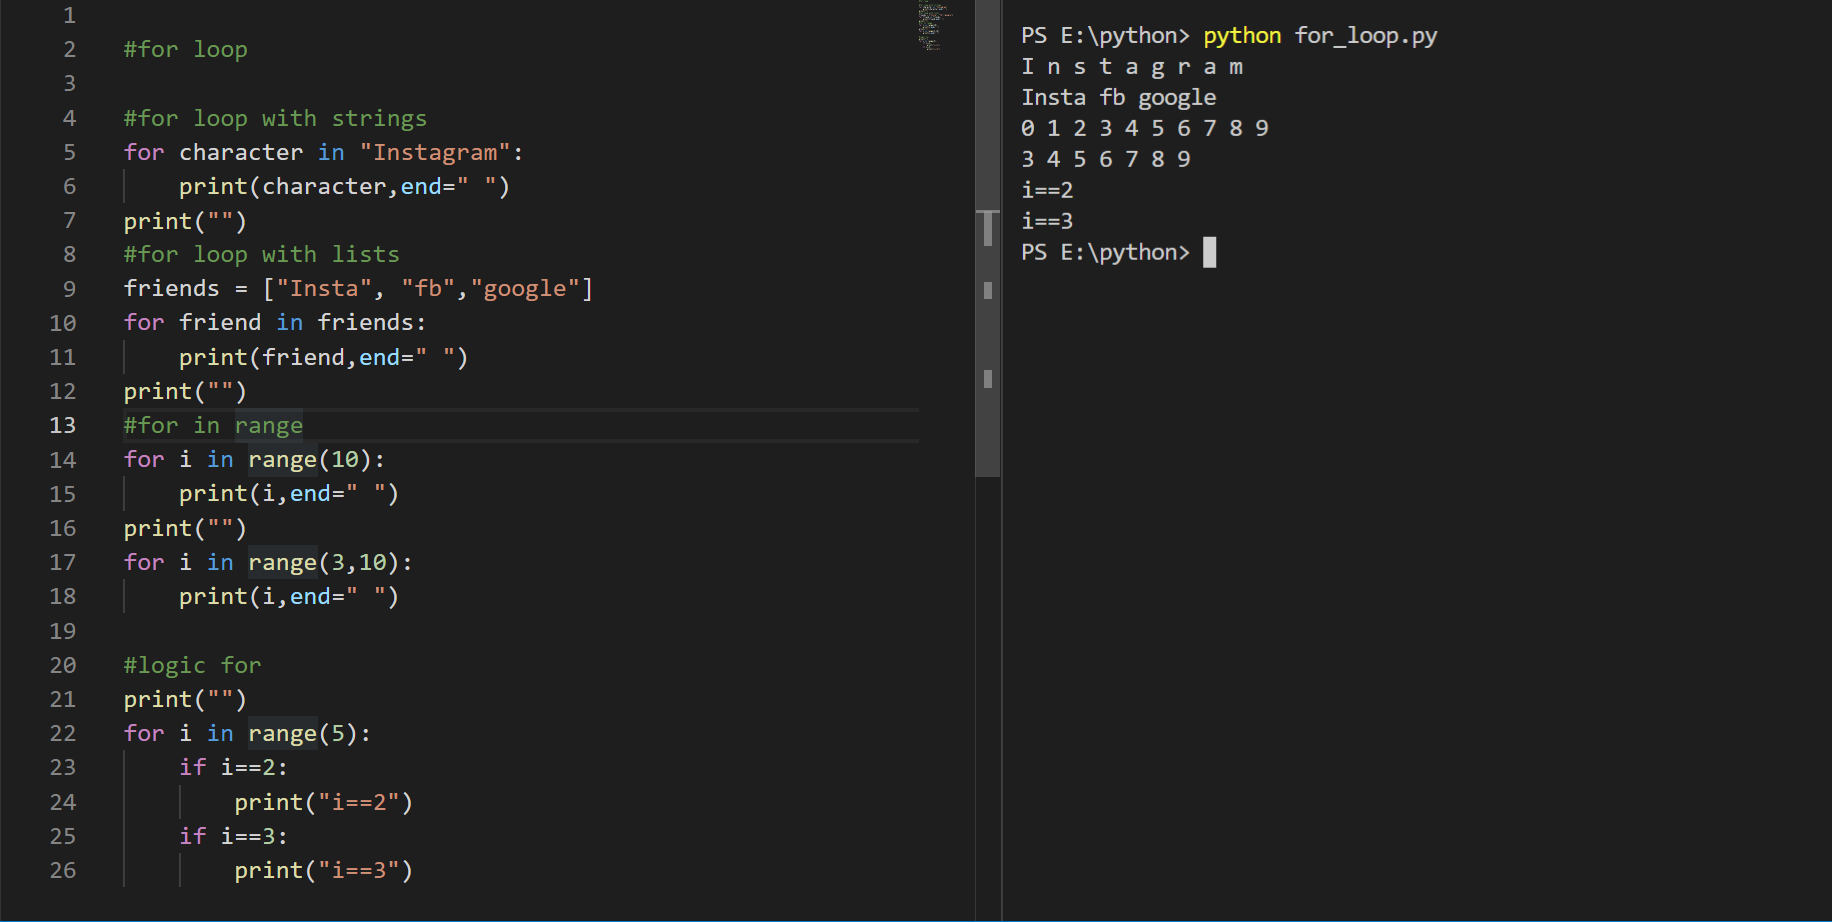 1
2 #for loop
3
4 #for loop with strings
5 for character in "Instagram":
6     print(character,end=" ")
7 print("")
8 #for loop with lists
9 friends = ["Insta", "fb","google"]
10 for friend in friends:
11     print(friend,end=" ")
12 print("")
13 #for in range
14 for i in range(10):
15     print(i,end=" ")
16 print("")
17 for i in range(3,10):
18     print(i,end=" ")
19
20 #logic for
21 print("")
22 for i in range(5):
23     if i==2:
24         print("i==2")
25     if i==3:
26         print("i==3")
PS E:\python> python for_loop.py
I n s t a g r a m
Insta fb google
0 1 2 3 4 5 6 7 8 9
3 4 5 6 7 8 9
i==2
i==3
PS E:\python>